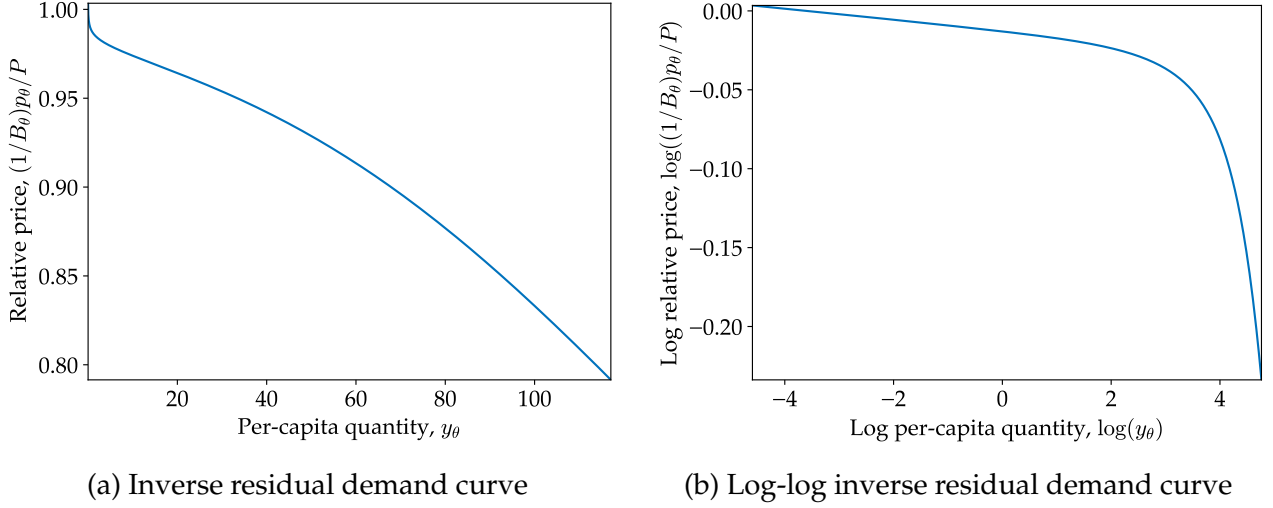 Relative price, (1/B_θ)p_θ/P
1.00
0.95
0.90
0.85
0.80
20 40 60 80 100
Per-capita quantity, y_θ
(a) Inverse residual demand curve
Log relative price, log((1/B_θ)p_θ/P)
0.00
−0.05
−0.10
−0.15
−0.20
−4 −2 0 2 4
Log per-capita quantity, log(y_θ)
(b) Log-log inverse residual demand curve